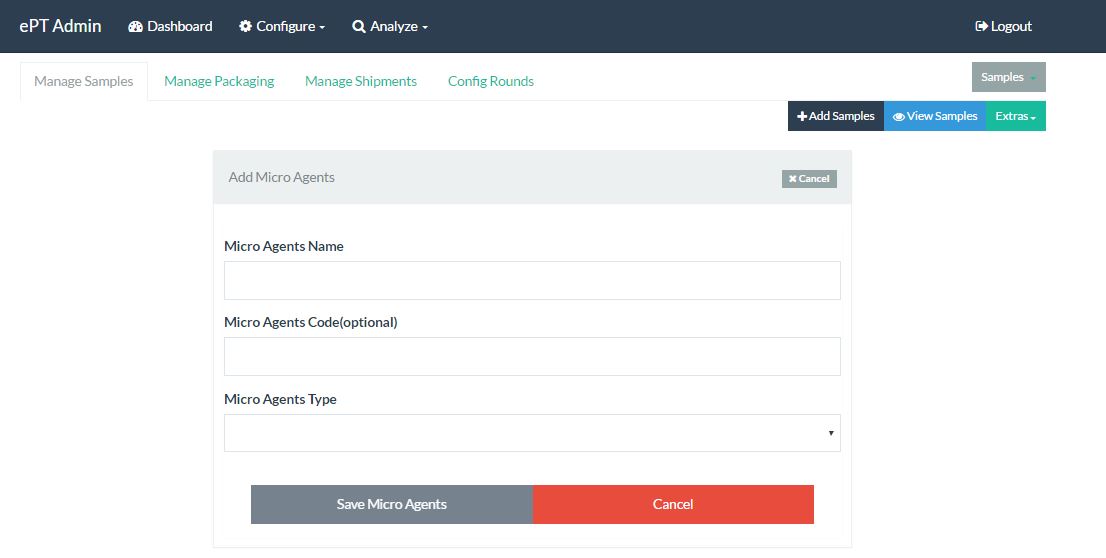 ePT Admin Dashboard Configure Analyze Logout
Manage Samples Manage Packaging Manage Shipments Config Rounds Samples
Add Samples View Samples Extras
Add Micro Agents Cancel
Micro Agents Name
Micro Agents Code(optional)
Micro Agents Type
Save Micro Agents Cancel